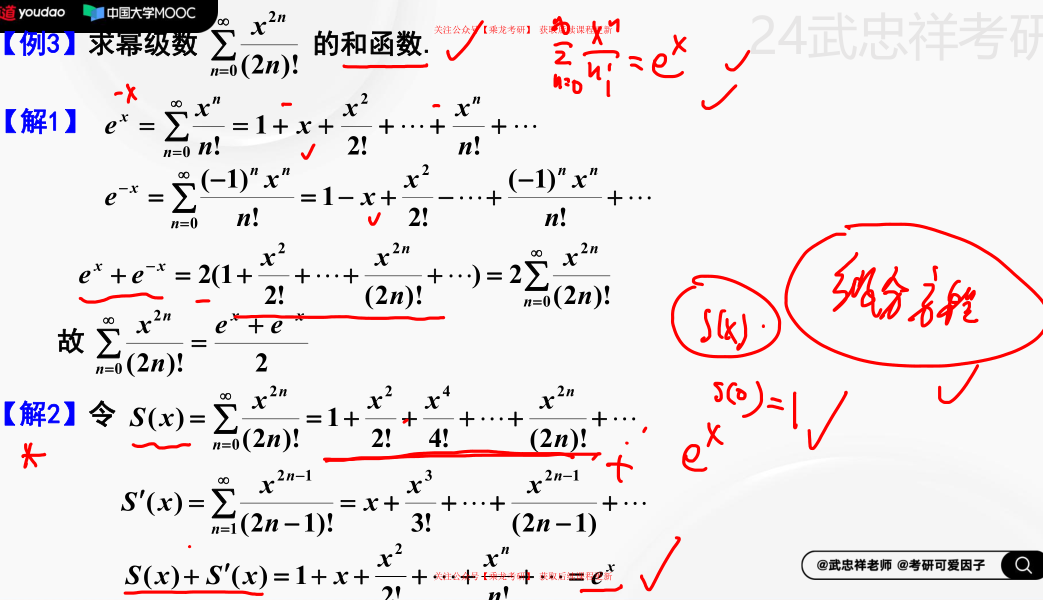 道 youdao 中国大学MOOC
关注公众号【乘龙考研】 获取后续课程更新
24武忠祥考研
【例3】求幂级数 \sum_{n=0}^{\infty} \frac{x^{2n}}{(2n)!} 的和函数.
\sum_{n=0}^{\infty} \frac{x^n}{n!} = e^x
-x
【解1】 e^x = \sum_{n=0}^{\infty} \frac{x^n}{n!} = 1 + x + \frac{x^2}{2!} + \cdots + \frac{x^n}{n!} + \cdots
e^{-x} = \sum_{n=0}^{\infty} \frac{(-1)^n x^n}{n!} = 1 - x + \frac{x^2}{2!} - \cdots + \frac{(-1)^n x^n}{n!} + \cdots
e^x + e^{-x} = 2(1 + \frac{x^2}{2!} + \cdots + \frac{x^{2n}}{(2n)!} + \cdots) = 2\sum_{n=0}^{\infty} \frac{x^{2n}}{(2n)!}
故 \sum_{n=0}^{\infty} \frac{x^{2n}}{(2n)!} = \frac{e^x + e^{-x}}{2}
S(x).
微分方程
【解2】令 S(x) = \sum_{n=0}^{\infty} \frac{x^{2n}}{(2n)!} = 1 + \frac{x^2}{2!} + \frac{x^4}{4!} + \cdots + \frac{x^{2n}}{(2n)!} + \cdots
S(0) = 1
+
e^x
S'(x) = \sum_{n=1}^{\infty} \frac{x^{2n-1}}{(2n-1)!} = x + \frac{x^3}{3!} + \cdots + \frac{x^{2n-1}}{(2n-1)} + \cdots
S(x) + S'(x) = 1 + x + \frac{x^2}{2!} + \cdots + \frac{x^n}{n!} + \cdots = e^x
关注公众号【乘龙考研】 获取后续课程更新
@武忠祥老师 @考研可爱因子